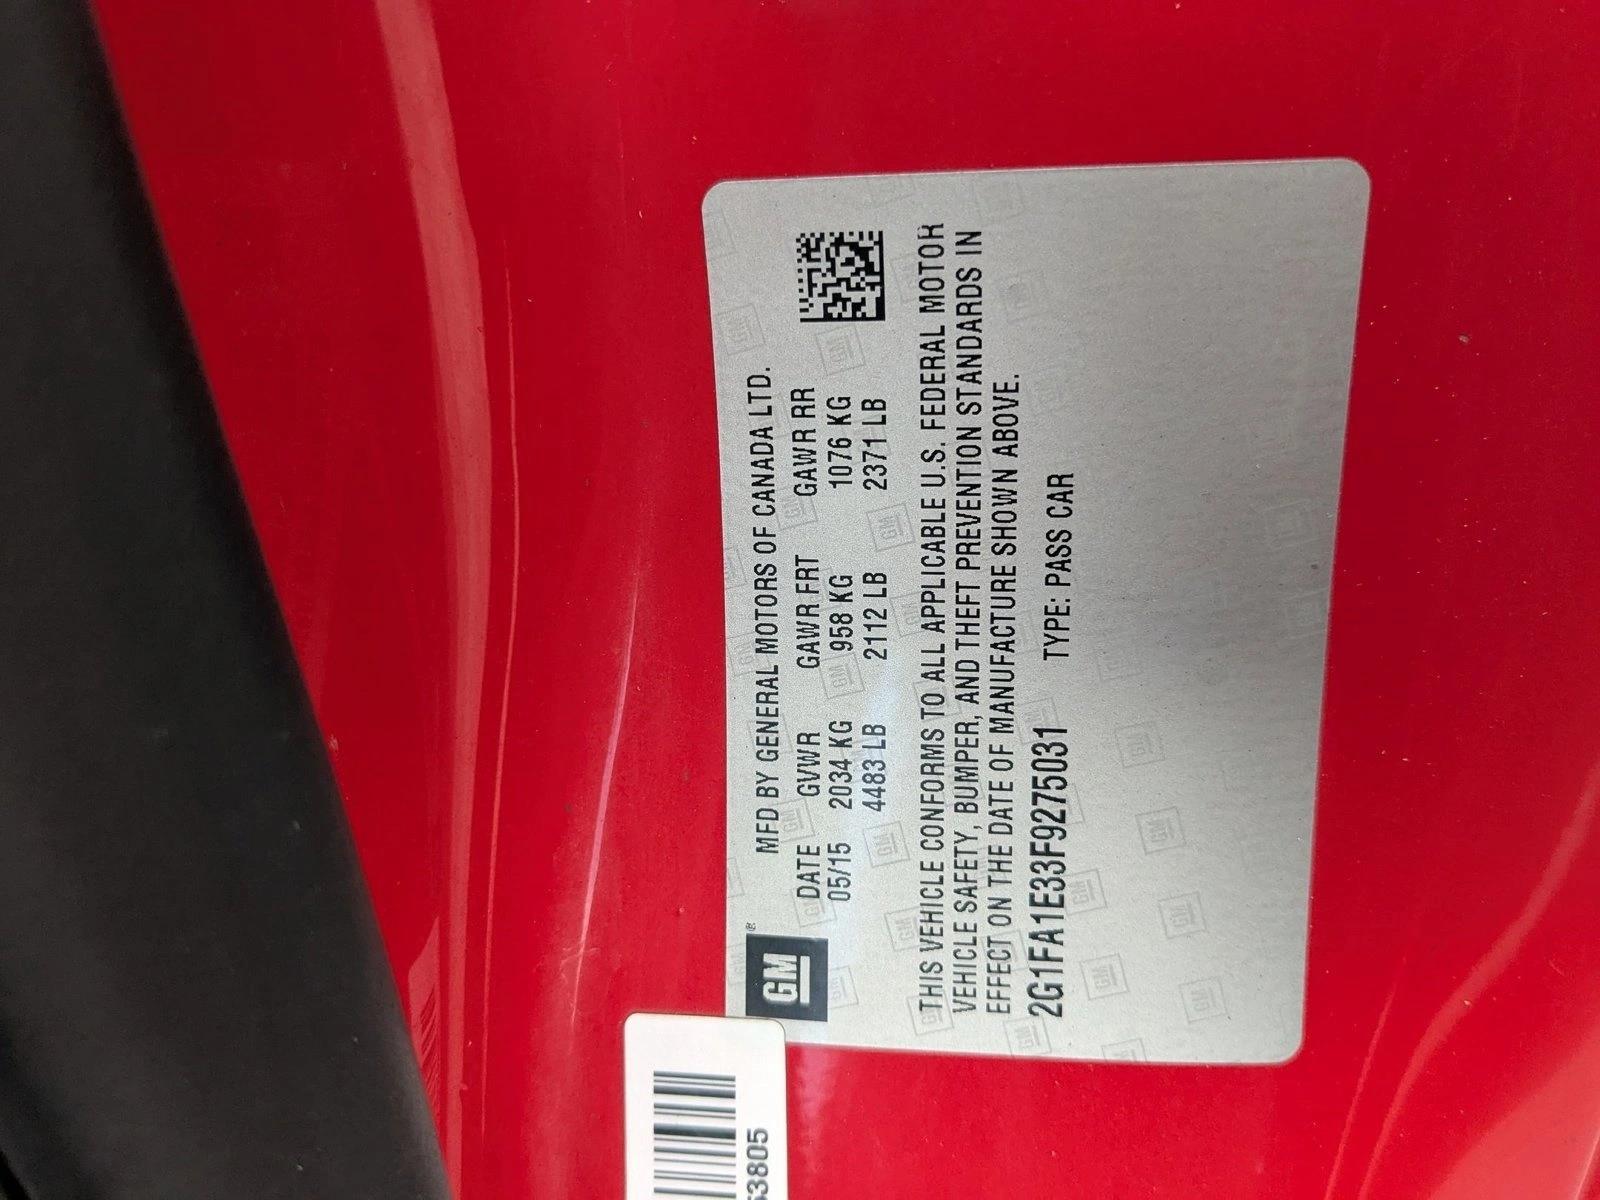 GM®
MFD BY GENERAL MOTORS OF CANADA LTD.
DATE GVWR GAWR FRT GAWR RR
05/15 2034 KG 958 KG 1076 KG
4483 LB 2112 LB 2371 LB
THIS VEHICLE CONFORMS TO ALL APPLICABLE U.S. FEDERAL MOTOR
VEHICLE SAFETY, BUMPER, AND THEFT PREVENTION STANDARDS IN
EFFECT ON THE DATE OF MANUFACTURE SHOWN ABOVE.
2G1FA1E33F9275031 TYPE: PASS CAR